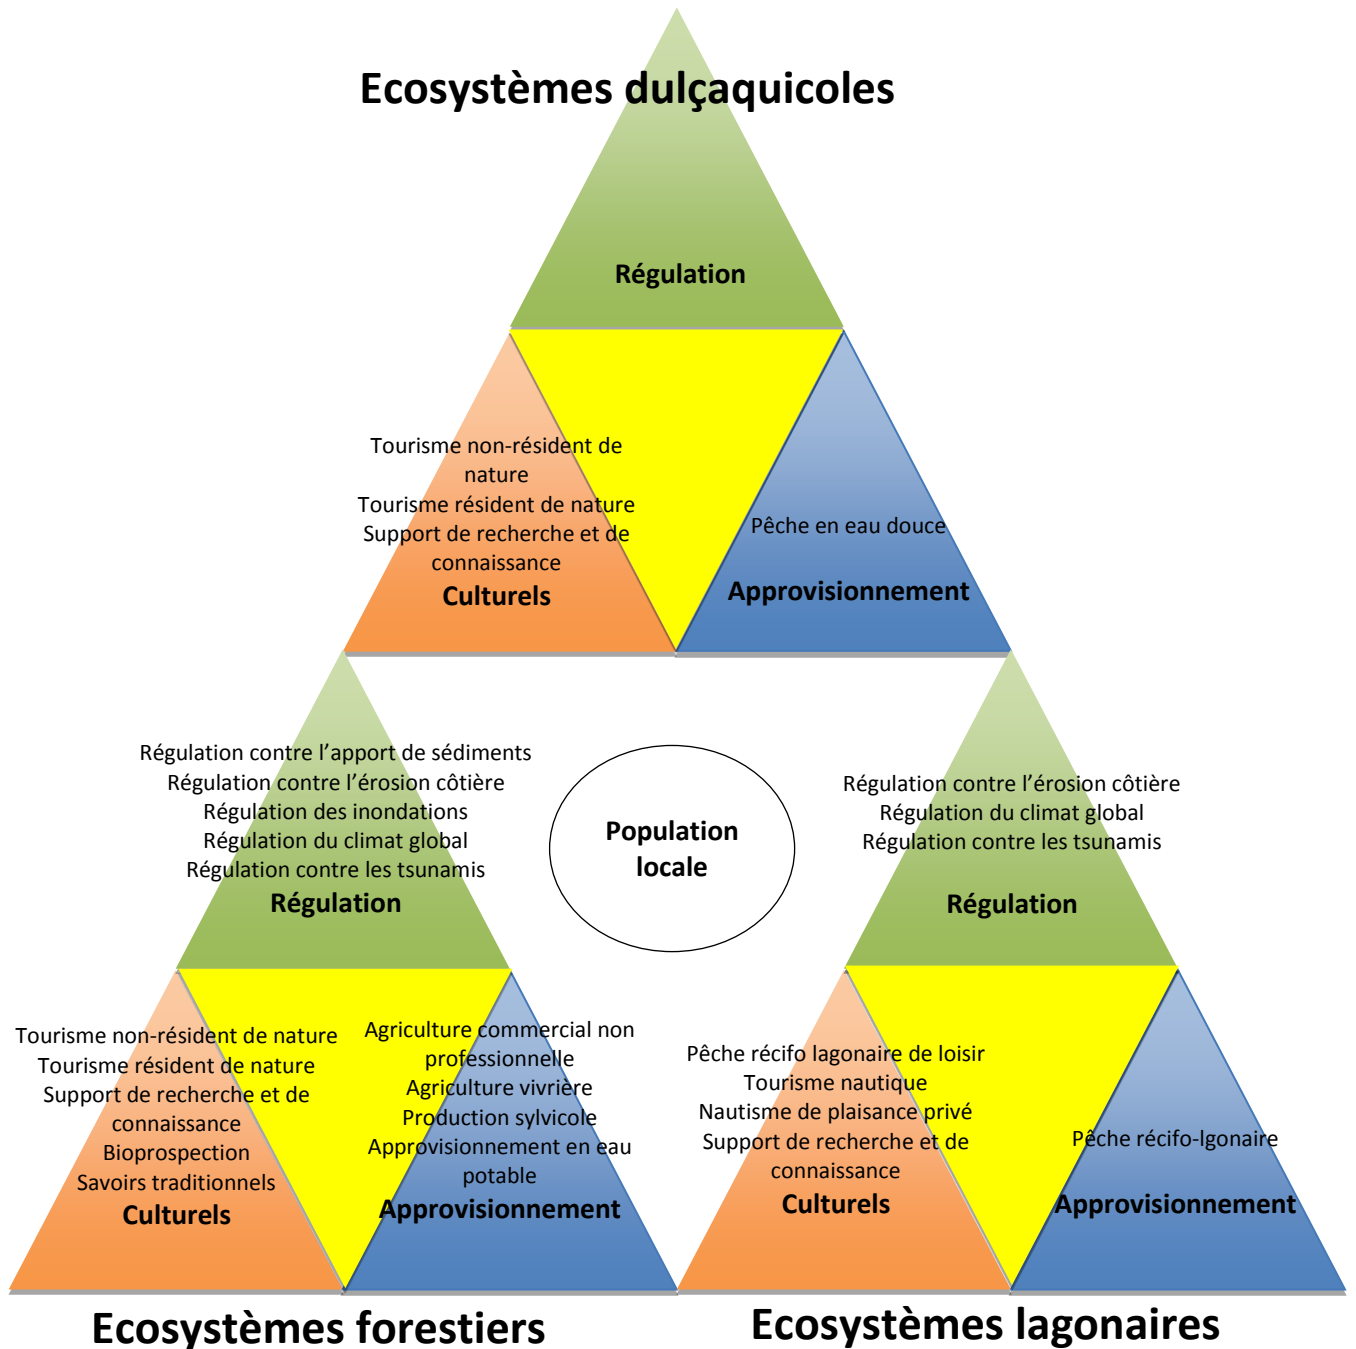 Ecosystèmes dulçaquicoles
Régulation
Tourisme non-résident de
nature
Tourisme résident de nature
Support de recherche et de
connaissance
Culturels
Pêche en eau douce
Approvisionnement
Régulation contre l’apport de sédiments
Régulation contre l’érosion côtière
Régulation des inondations
Régulation du climat global
Régulation contre les tsunamis
Régulation
Population
locale
Régulation contre l’érosion côtière
Régulation du climat global
Régulation contre les tsunamis
Régulation
Tourisme non-résident de nature
Tourisme résident de nature
Support de recherche et de
connaissance
Bioprospection
Savoirs traditionnels
Culturels
Agriculture commercial non
professionnelle
Agriculture vivrière
Production sylvicole
Approvisionnement en eau
potable
Approvisionnement
Pêche récifo lagonaire de loisir
Tourisme nautique
Nautisme de plaisance privé
Support de recherche et de
connaissance
Culturels
Pêche récifo-lgonaire
Approvisionnement
Ecosystèmes forestiers
Ecosystèmes lagonaires